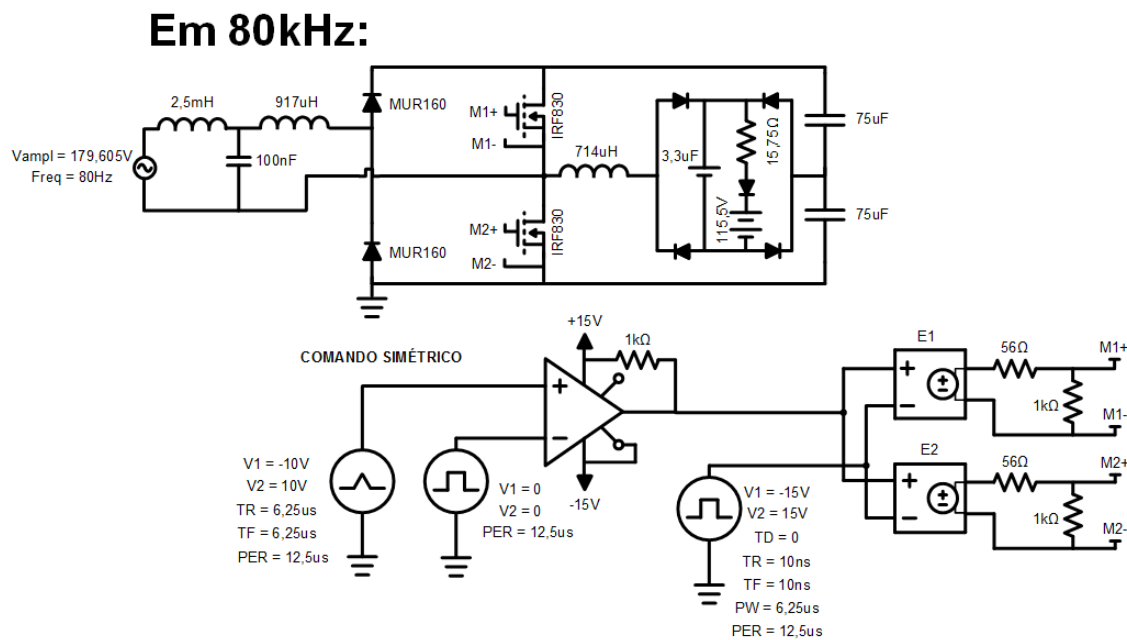 Em 80kHz:
2,5mH
917uH
MUR160
M1+
M1-
IRF830
714uH
Vampl = 179,605V
Freq = 80Hz
100nF
3,3uF
15,75Ω
115,5V
75uF
75uF
M2+
M2-
IRF830
MUR160
COMANDO SIMÉTRICO
+15V
1kΩ
+
−
-15V
V1 = -10V
V2 = 10V
TR = 6,25us
TF = 6,25us
PER = 12,5us
V1 = 0
V2 = 0
PER = 12,5us
V1 = -15V
V2 = 15V
TD = 0
TR = 10ns
TF = 10ns
PW = 6,25us
PER = 12,5us
E1
+
−
56Ω
1kΩ
M1+
M1-
E2
+
−
56Ω
1kΩ
M2+
M2-